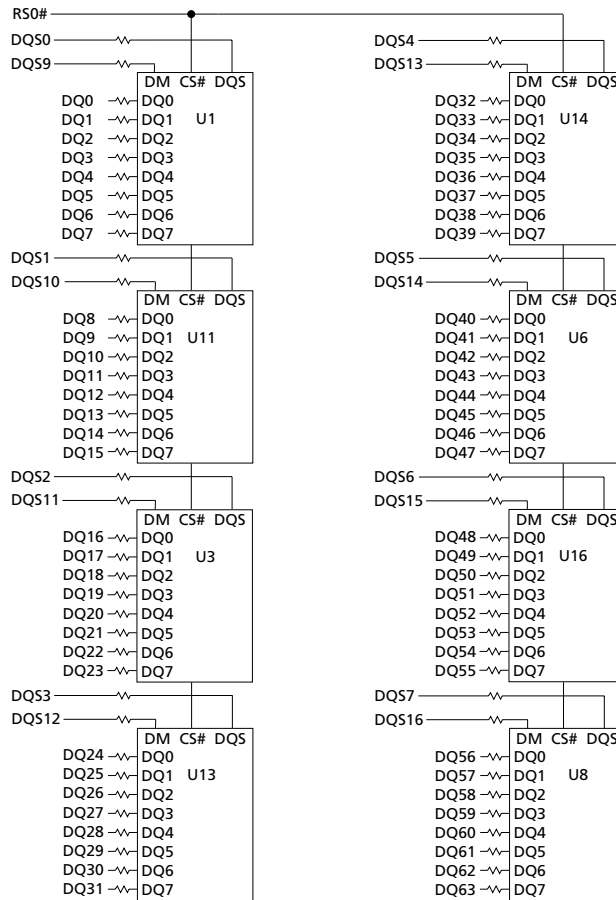 RS0#
DQS0
DQS9
DM CS# DQS
DQ0 DQ0
DQ1 DQ1 U1
DQ2 DQ2
DQ3 DQ3
DQ4 DQ4
DQ5 DQ5
DQ6 DQ6
DQ7 DQ7
DQS1
DQS10
DM CS# DQS
DQ8 DQ0
DQ9 DQ1 U11
DQ10 DQ2
DQ11 DQ3
DQ12 DQ4
DQ13 DQ5
DQ14 DQ6
DQ15 DQ7
DQS2
DQS11
DM CS# DQS
DQ16 DQ0
DQ17 DQ1 U3
DQ18 DQ2
DQ19 DQ3
DQ20 DQ4
DQ21 DQ5
DQ22 DQ6
DQ23 DQ7
DQS3
DQS12
DM CS# DQS
DQ24 DQ0
DQ25 DQ1 U13
DQ26 DQ2
DQ27 DQ3
DQ28 DQ4
DQ29 DQ5
DQ30 DQ6
DQ31 DQ7
DQS4
DQS13
DM CS# DQS
DQ32 DQ0
DQ33 DQ1 U14
DQ34 DQ2
DQ35 DQ3
DQ36 DQ4
DQ37 DQ5
DQ38 DQ6
DQ39 DQ7
DQS5
DQS14
DM CS# DQS
DQ40 DQ0
DQ41 DQ1 U6
DQ42 DQ2
DQ43 DQ3
DQ44 DQ4
DQ45 DQ5
DQ46 DQ6
DQ47 DQ7
DQS6
DQS15
DM CS# DQS
DQ48 DQ0
DQ49 DQ1 U16
DQ50 DQ2
DQ51 DQ3
DQ52 DQ4
DQ53 DQ5
DQ54 DQ6
DQ55 DQ7
DQS7
DQS16
DM CS# DQS
DQ56 DQ0
DQ57 DQ1 U8
DQ58 DQ2
DQ59 DQ3
DQ60 DQ4
DQ61 DQ5
DQ62 DQ6
DQ63 DQ7